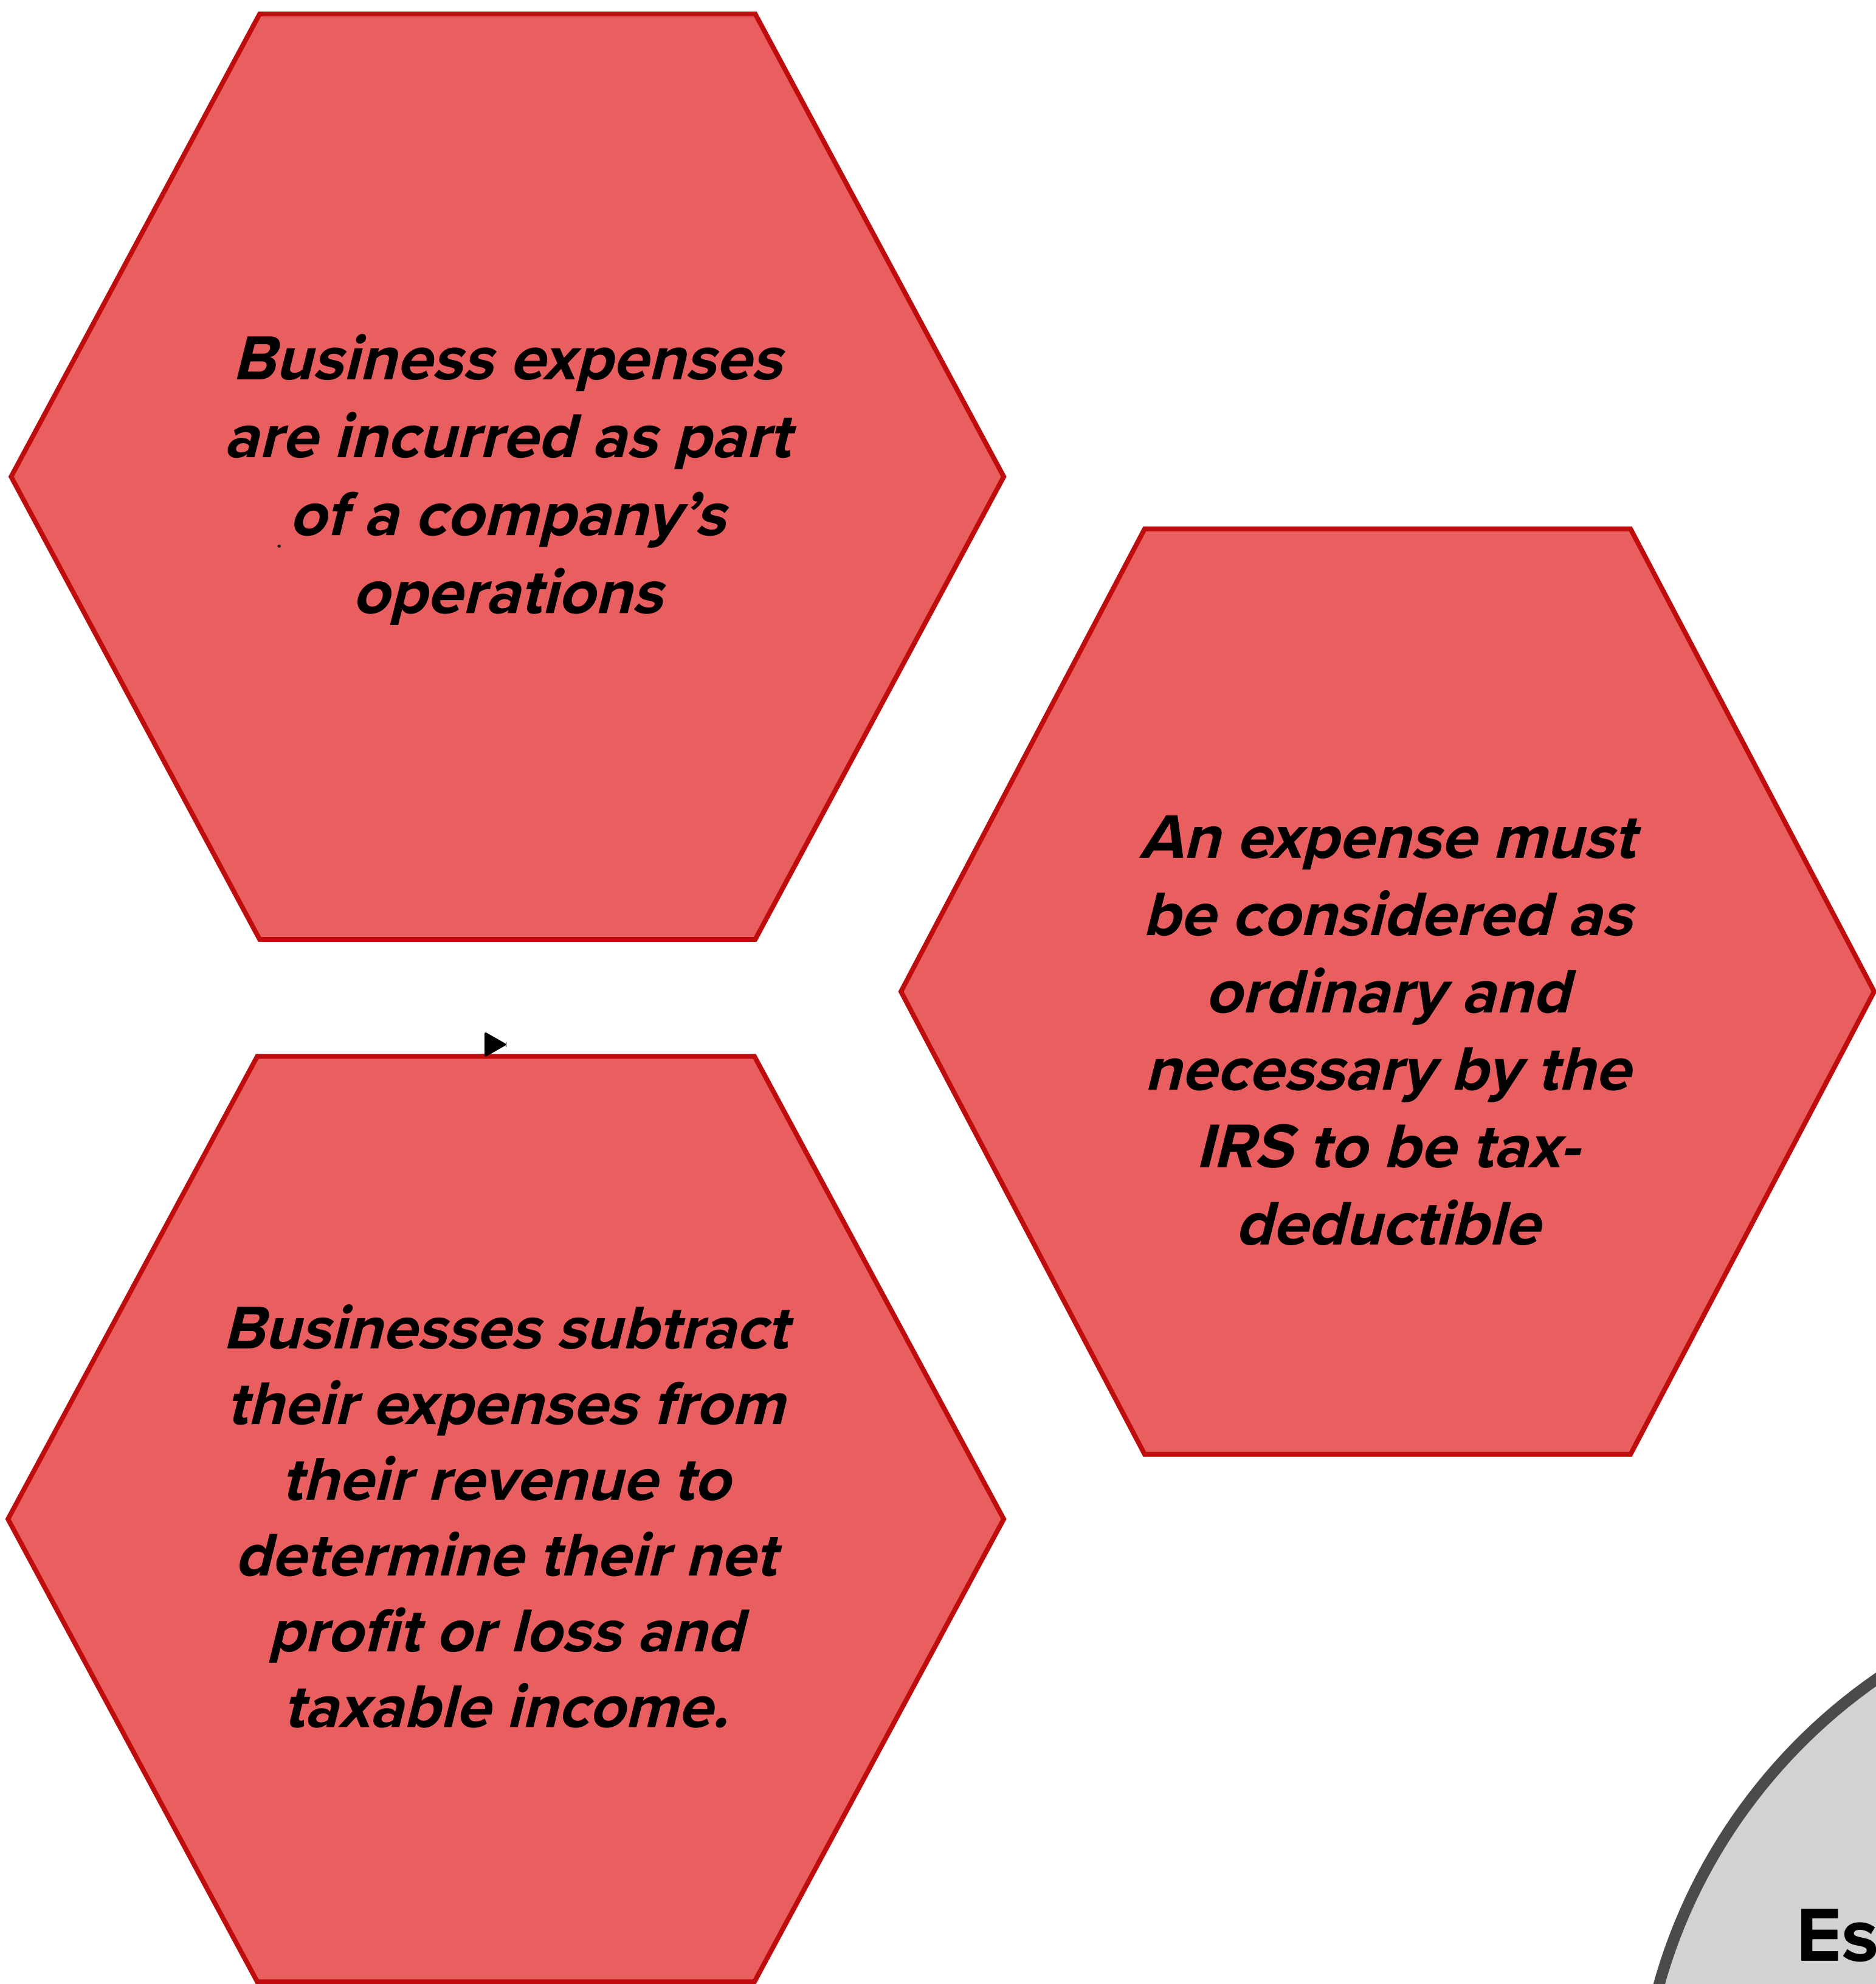 Business expenses
are incurred as part
of a company’s
operations
An expense must
be considered as
ordinary and
necessary by the
IRS to be tax-
deductible
Businesses subtract
their expenses from
their revenue to
determine their net
profit or loss and
taxable income.